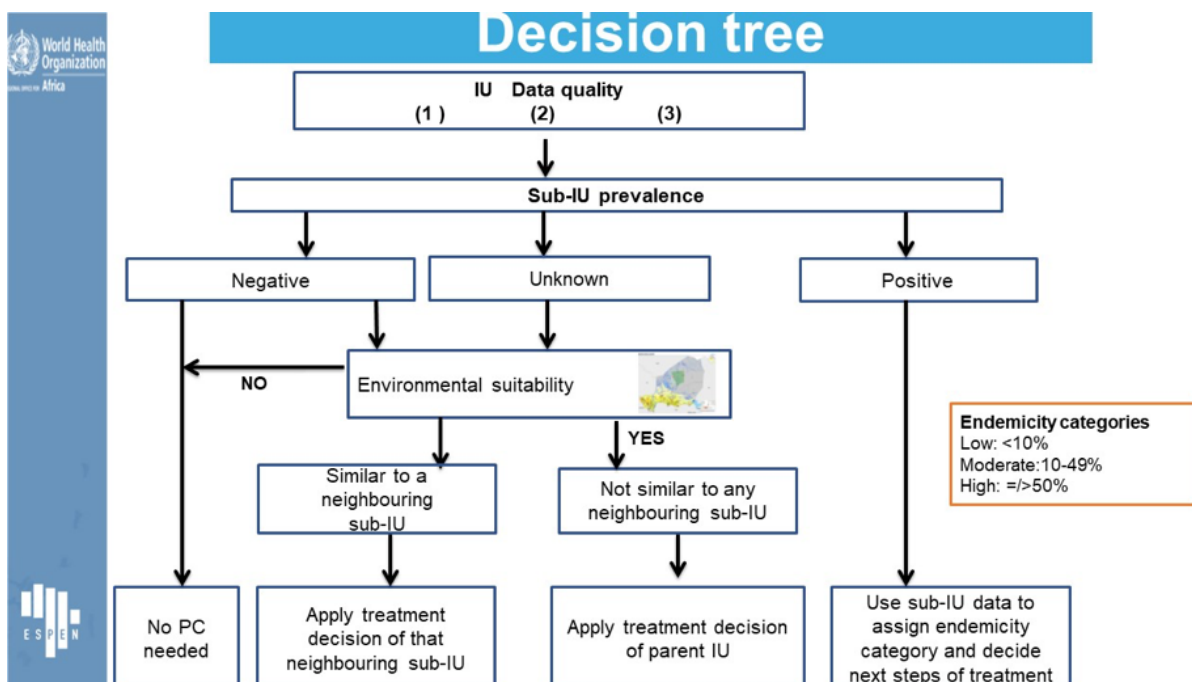 World Health
Organization
REGIONAL OFFICE FOR Africa
Decision tree
IU Data quality
(1 ) (2) (3)
Sub-IU prevalence
Negative
Unknown
Positive
NO
Environmental suitability
YES
Endemicity categories
Low: <10%
Moderate:10-49%
High: =/>50%
Similar to a
neighbouring
sub-IU
Not similar to any
neighbouring sub-IU
No PC
needed
Apply treatment
decision of that
neighbouring sub-IU
Apply treatment decision
of parent IU
Use sub-IU data to
assign endemicity
category and decide
next steps of treatment
ESPEN